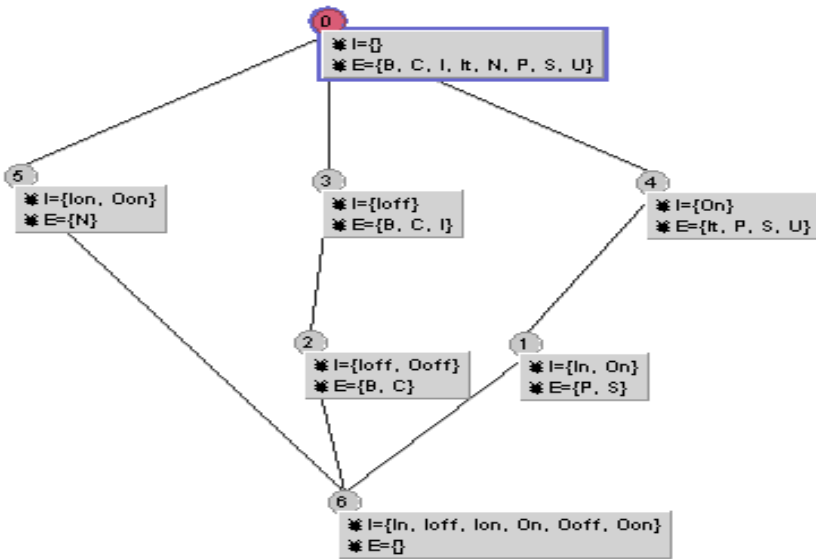 0
I={}
E={B, C, I, It, N, P, S, U}
5
I={Ion, Oon}
E={N}
3
I={Ioff}
E={B, C, I}
4
I={On}
E={It, P, S, U}
2
I={Ioff, Ooff}
E={B, C}
1
I={In, On}
E={P, S}
6
I={In, Ioff, Ion, On, Ooff, Oon}
E={}